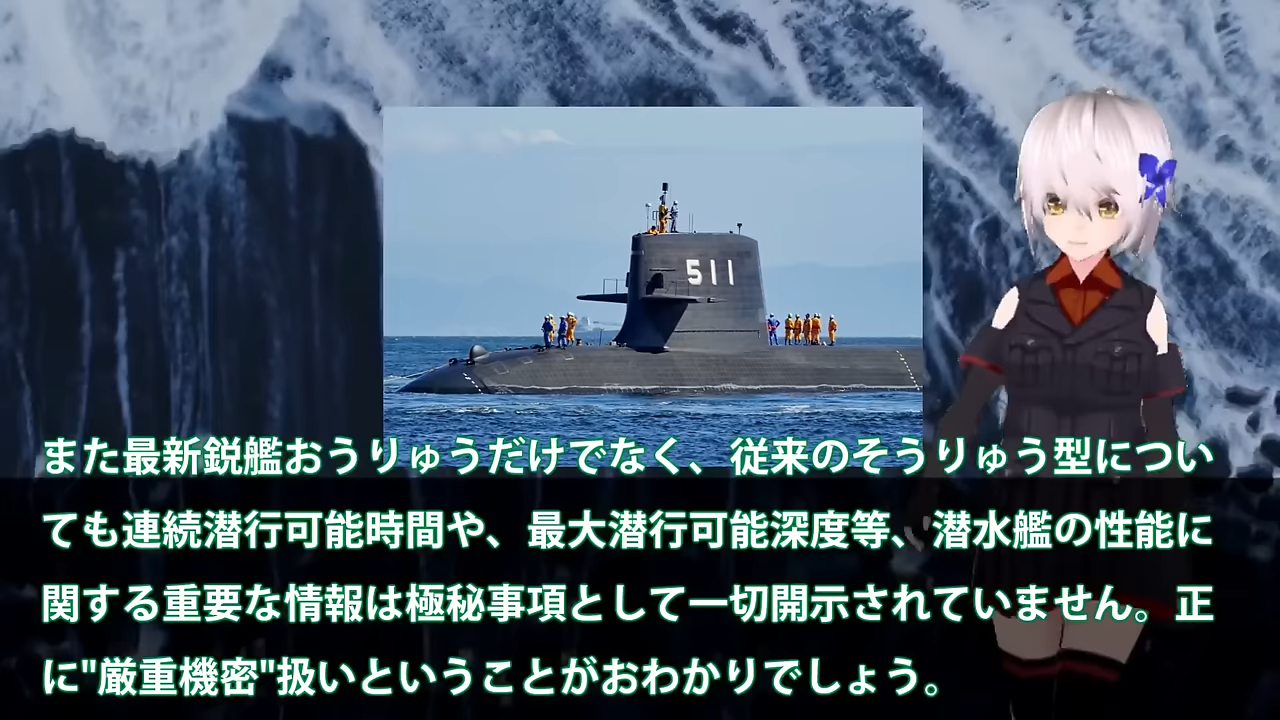 511
また最新鋭艦おうりゅうだけでなく、従来のそうりゅう型につい
ても連続潜行可能時間や、最大潜行可能深度等、潜水艦の性能に
関する重要な情報は極秘事項として一切開示されていません。正
に"厳重機密"扱いということがおわかりでしょう。